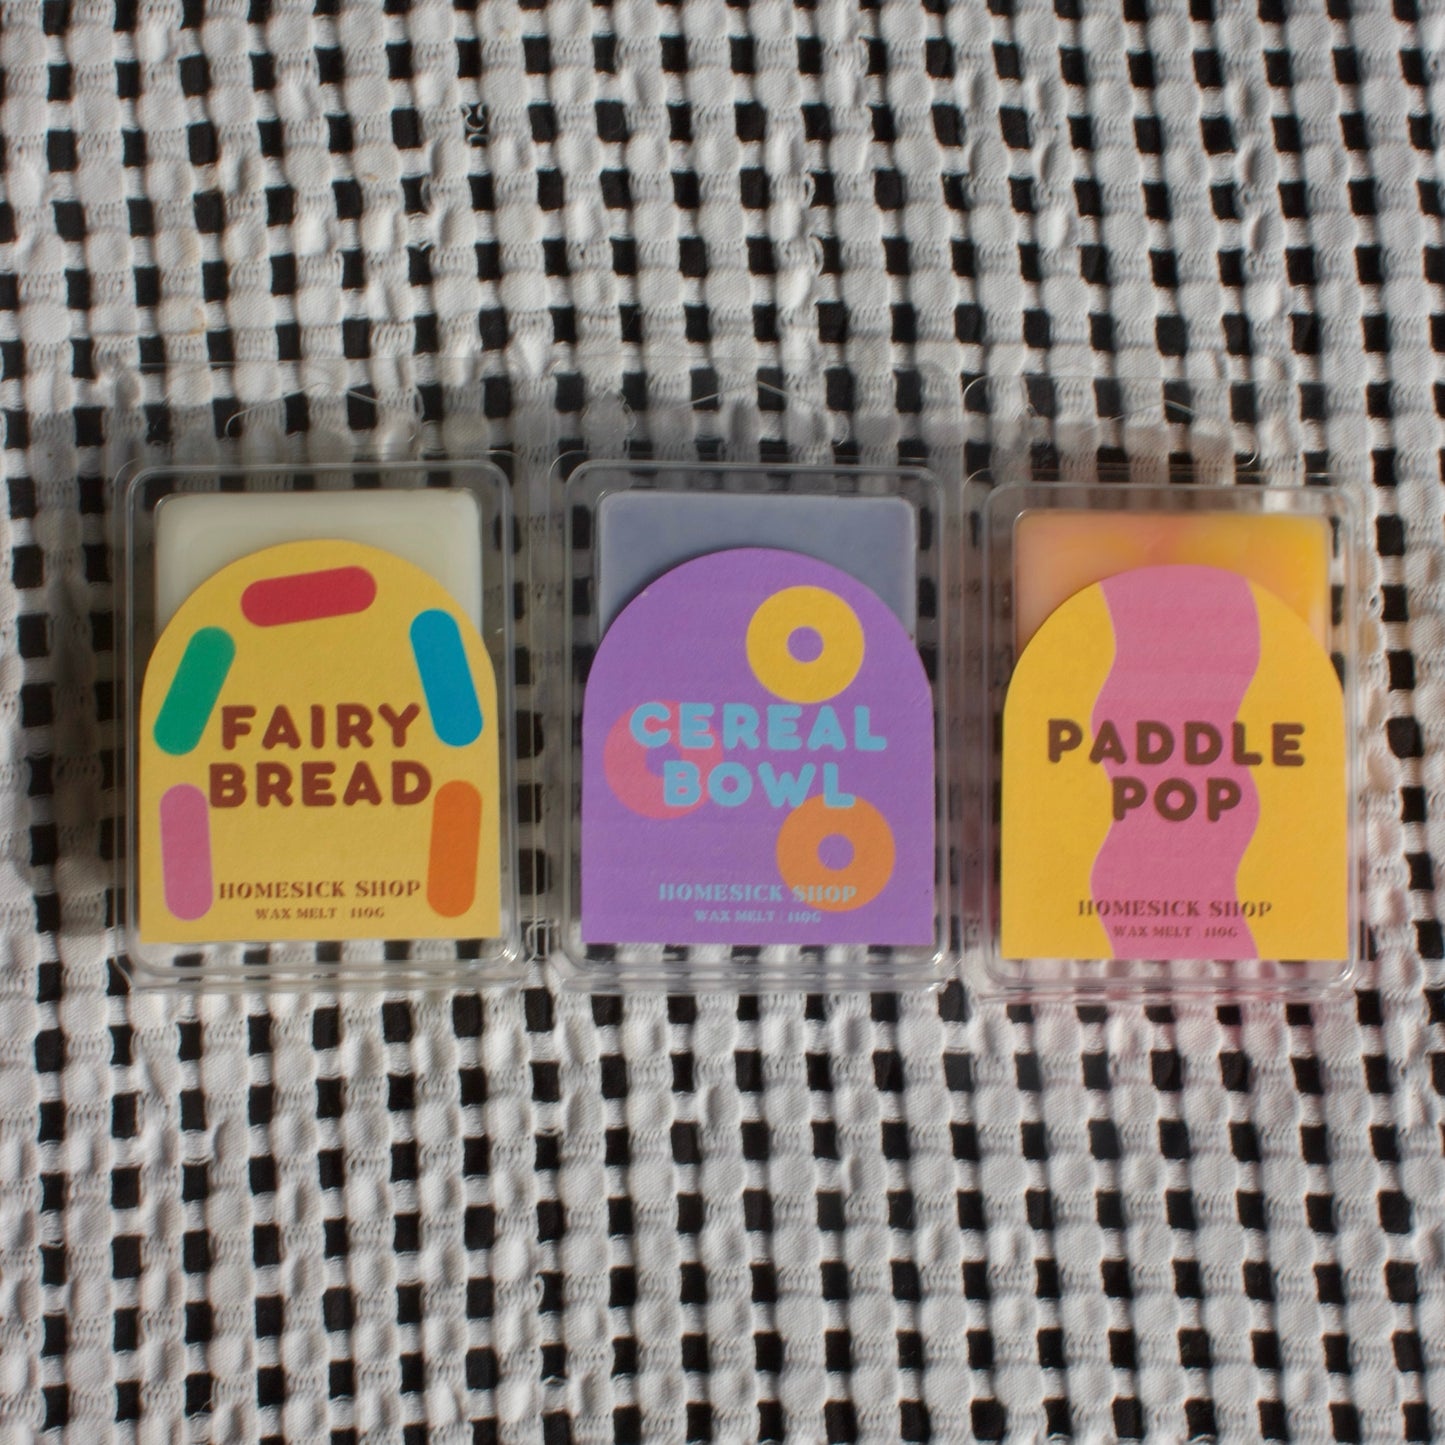 FAIRY
BREAD
HOMESICK SHOP
WAX MELT | 110G
CEREAL
BOWL
HOMESICK SHOP
WAX MELT | 110G
PADDLE
POP
HOMESICK SHOP
WAX MELT | 110G